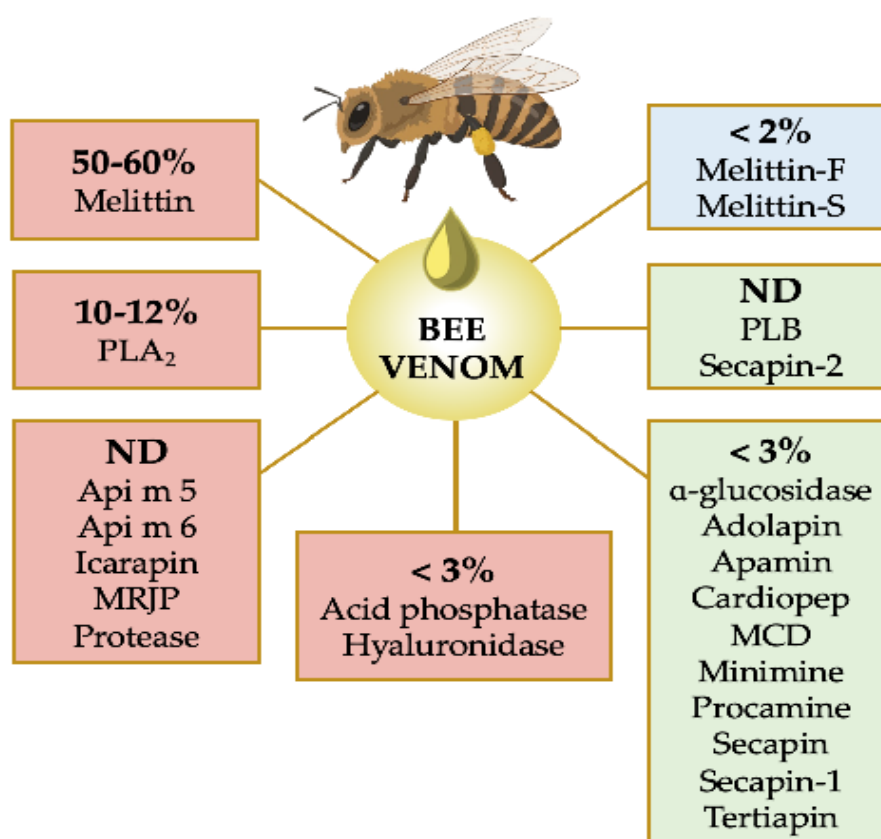 50-60%
Melittin
10-12%
PLA₂
ND
Api m 5
Api m 6
Icarapin
MRJP
Protease
BEE
VENOM
< 3%
Acid phosphatase
Hyaluronidase
< 2%
Melittin-F
Melittin-S
ND
PLB
Secapin-2
< 3%
α-glucosidase
Adolapin
Apamin
Cardiopep
MCD
Minimine
Procamine
Secapin
Secapin-1
Tertiapin